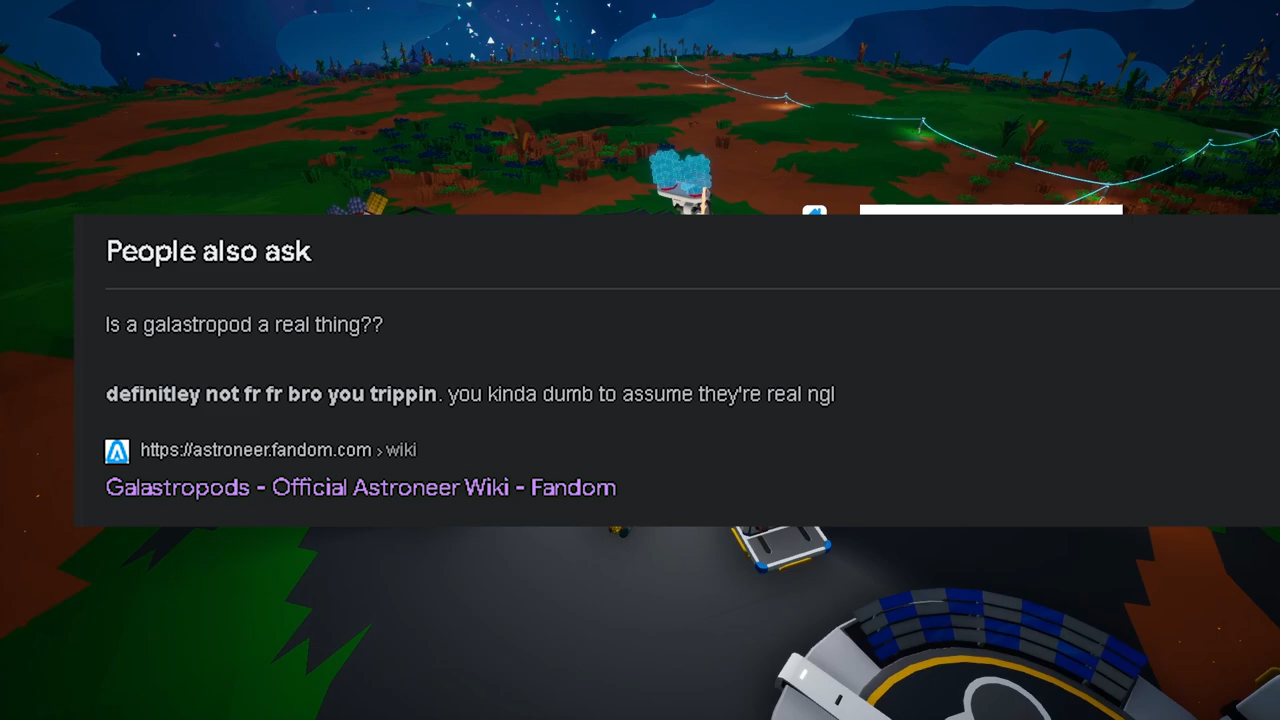 People also ask
Is a galastropod a real thing??
definitley not fr fr bro you trippin. you kinda dumb to assume they're real ngl
https://astroneer.fandom.com › wiki
Galastropods - Official Astroneer Wiki - Fandom